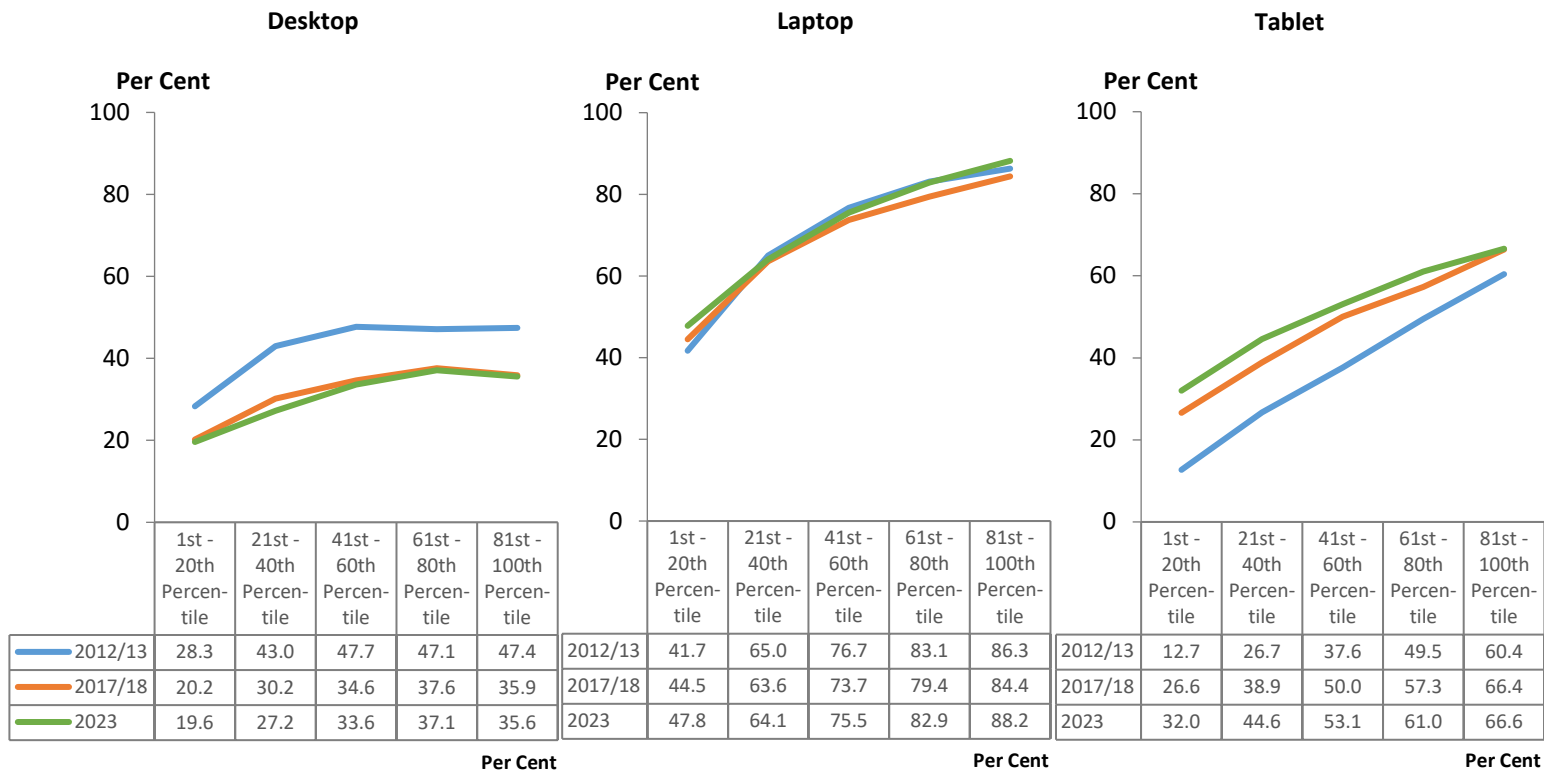 Desktop
Per Cent
100
80
60
40
20
0
1st - 21st - 41st - 61st - 81st -
20th 40th 60th 80th 100th
Percen- Percen- Percen- Percen- Percen-
tile tile tile tile tile
2012/13 28.3 43.0 47.7 47.1 47.4
2017/18 20.2 30.2 34.6 37.6 35.9
2023 19.6 27.2 33.6 37.1 35.6
Per Cent
Laptop
Per Cent
100
80
60
40
20
0
1st - 21st - 41st - 61st - 81st -
20th 40th 60th 80th 100th
Percen- Percen- Percen- Percen- Percen-
tile tile tile tile tile
2012/13 41.7 65.0 76.7 83.1 86.3
2017/18 44.5 63.6 73.7 79.4 84.4
2023 47.8 64.1 75.5 82.9 88.2
Per Cent
Tablet
Per Cent
100
80
60
40
20
0
1st - 21st - 41st - 61st - 81st -
20th 40th 60th 80th 100th
Percen- Percen- Percen- Percen- Percen-
tile tile tile tile tile
2012/13 12.7 26.7 37.6 49.5 60.4
2017/18 26.6 38.9 50.0 57.3 66.4
2023 32.0 44.6 53.1 61.0 66.6
Per Cent